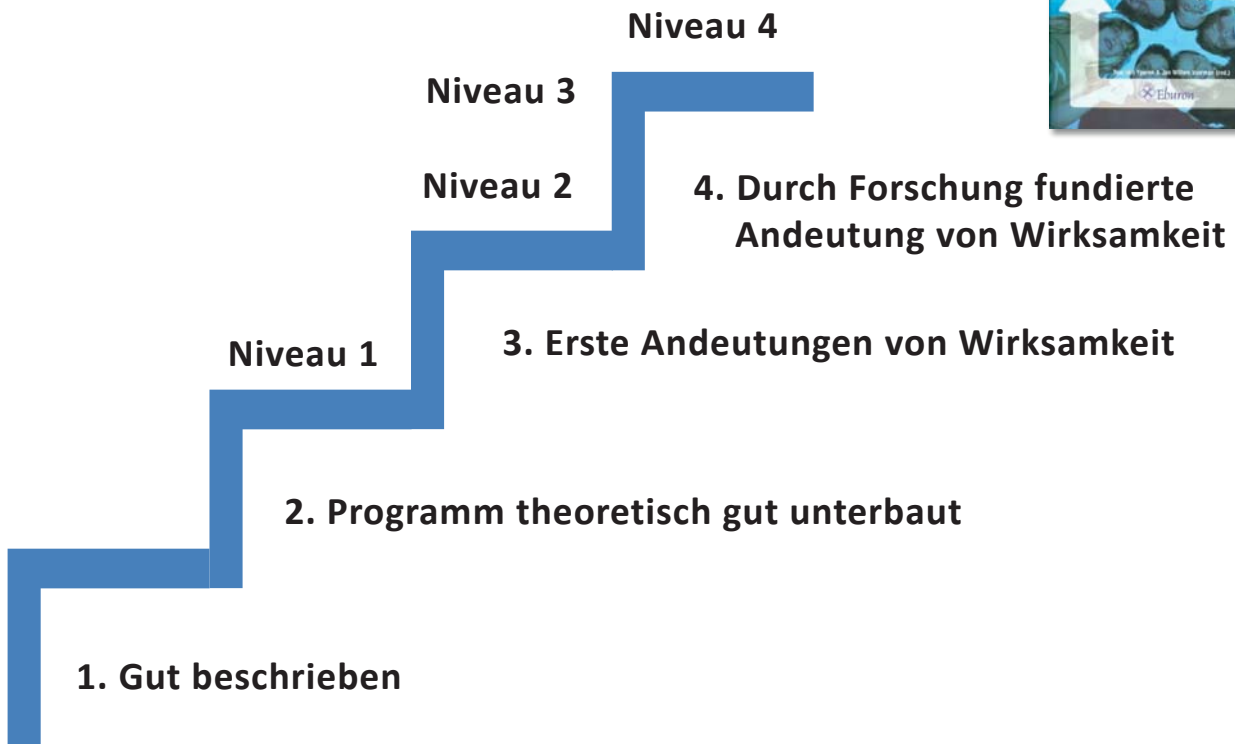 Niveau 4
Eburon
Niveau 3
Niveau 2
4. Durch Forschung fundierte
Andeutung von Wirksamkeit
Niveau 1
3. Erste Andeutungen von Wirksamkeit
2. Programm theoretisch gut unterbaut
1. Gut beschrieben